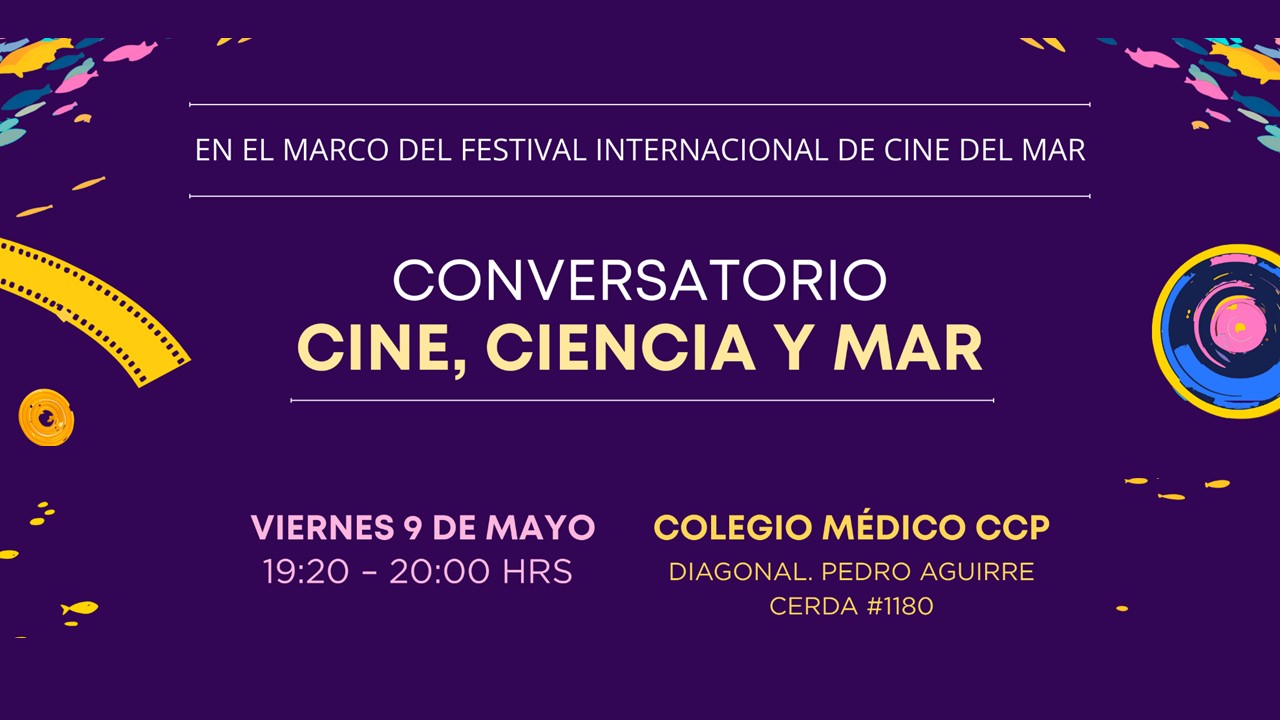 EN EL MARCO DEL FESTIVAL INTERNACIONAL DE CINE DEL MAR
CONVERSATORIO
CINE, CIENCIA Y MAR
VIERNES 9 DE MAYO
19:20 – 20:00 HRS
COLEGIO MÉDICO CCP
DIAGONAL. PEDRO AGUIRRE
CERDA #1180